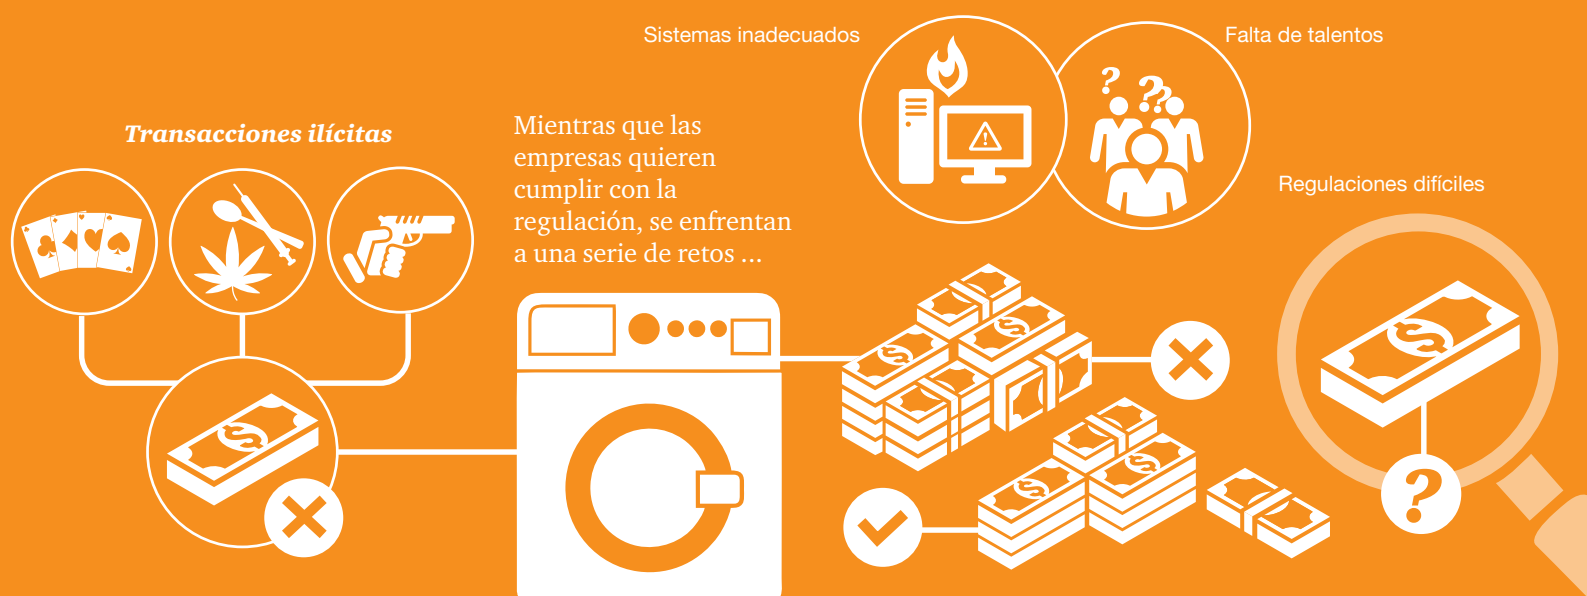 Sistemas inadecuados
Falta de talentos
Transacciones ilícitas
Mientras que las
empresas quieren
cumplir con la
regulación, se enfrentan
a una serie de retos ...
Regulaciones difíciles